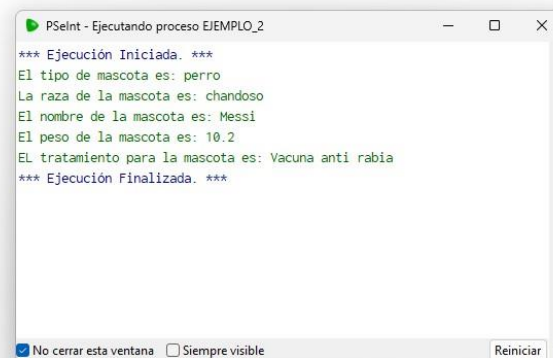 PSeInt - Ejecutando proceso EJEMPLO_2
*** Ejecución Iniciada. ***
El tipo de mascota es: perro
La raza de la mascota es: chandoso
El nombre de la mascota es: Messi
El peso de la mascota es: 10.2
EL tratamiento para la mascota es: Vacuna anti rabia
*** Ejecución Finalizada. ***
No cerrar esta ventana Siempre visible Reiniciar